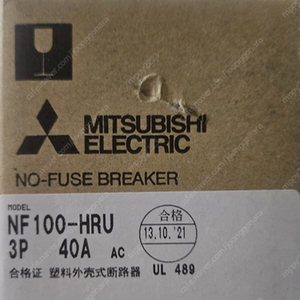 MITSUBISHI
ELECTRIC
NO-FUSE BREAKER
MODEL
NF100-HRU
3P 40A AC
合格
13.10.'21
合格证 塑料外壳式断路器 UL 489